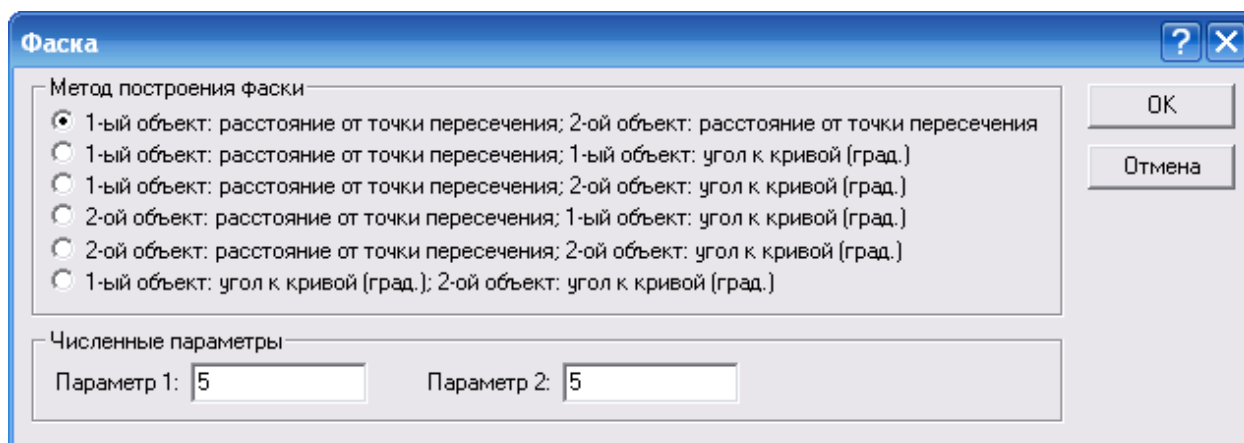 Фаска
Метод построения фаски
1-ый объект: расстояние от точки пересечения; 2-ой объект: расстояние от точки пересечения
1-ый объект: расстояние от точки пересечения; 1-ый объект: угол к кривой (град.)
1-ый объект: расстояние от точки пересечения; 2-ой объект: угол к кривой (град.)
2-ой объект: расстояние от точки пересечения; 1-ый объект: угол к кривой (град.)
2-ой объект: расстояние от точки пересечения; 2-ой объект: угол к кривой (град.)
1-ый объект: угол к кривой (град.); 2-ой объект: угол к кривой (град.)
OK
Отмена
Численные параметры
Параметр 1: 5 Параметр 2: 5